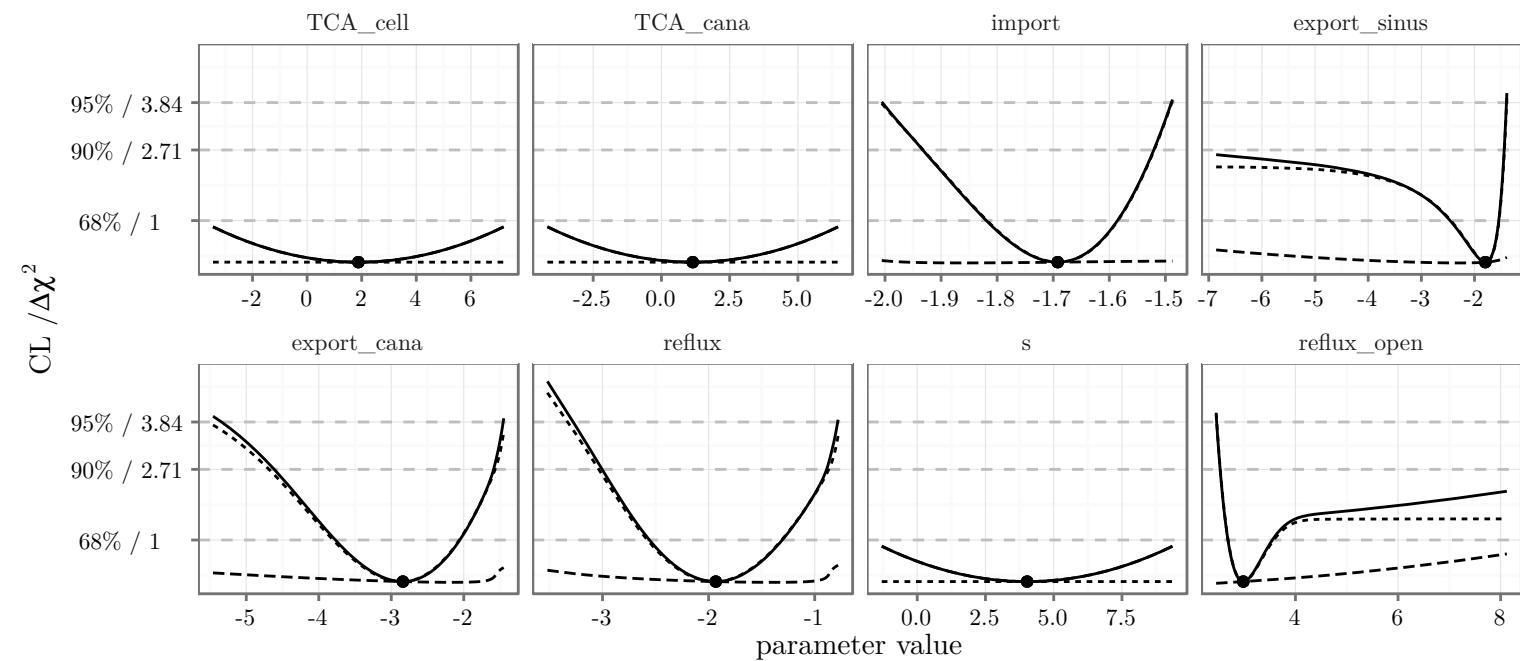 TCA_cell TCA_cana import export_sinus
95% / 3.84
90% / 2.71
68% / 1
-2 0 2 4 6 -2.5 0.0 2.5 5.0 -2.0 -1.9 -1.8 -1.7 -1.6 -1.5 -7 -6 -5 -4 -3 -2
CL /Δχ²
export_cana reflux s reflux_open
95% / 3.84
90% / 2.71
68% / 1
-5 -4 -3 -2 -3 -2 -1 0.0 2.5 5.0 7.5 4 6 8
parameter value